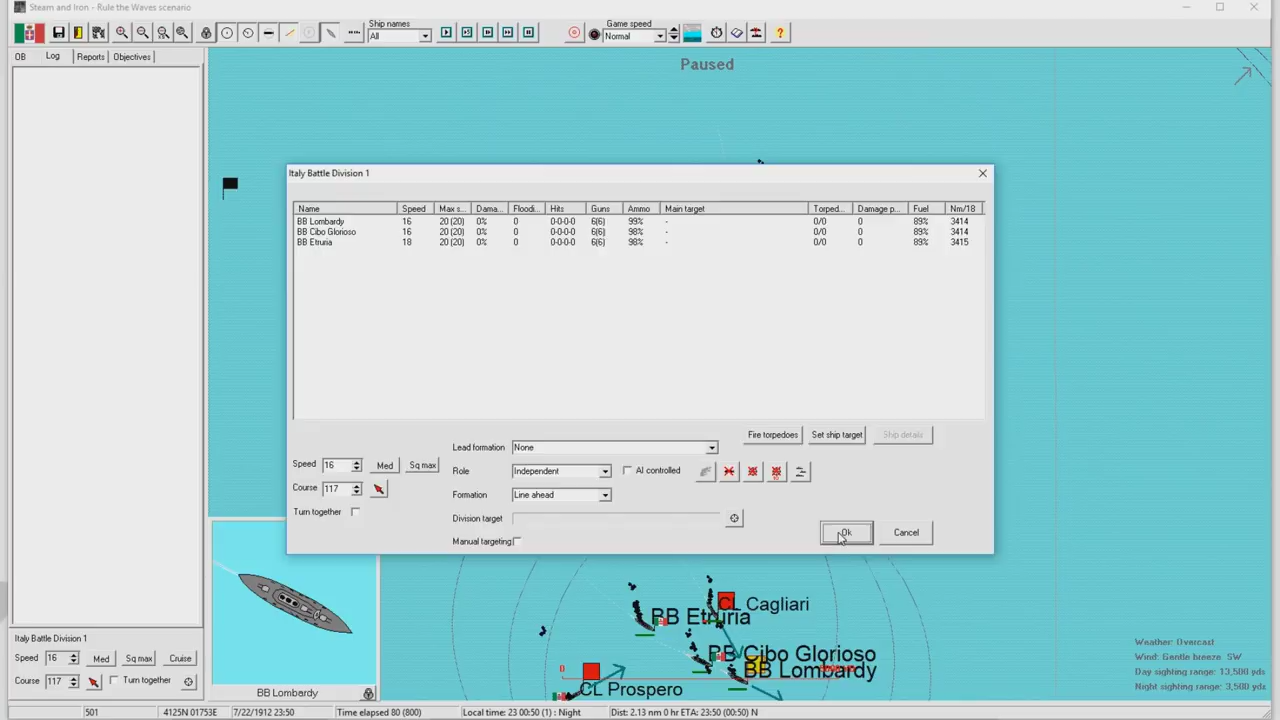 Steam and Iron - Rule the Waves scenario
Ship names
All
Game speed
Normal
OB Log Reports Objectives
Paused
Italy Battle Division 1
Name Speed Max s... Dama... Floodi... Hits Guns Ammo Main target Torped... Damage p... Fuel Nm/18
BB Lombardy 16 20 (20) 0% 0 0-0-0-0 6(6) 99% - 0/0 0 89% 3414
BB Cibo Glorioso 16 20 (20) 0% 0 0-0-0-0 6(6) 98% - 0/0 0 89% 3414
BB Etruria 18 20 (20) 0% 0 0-0-0-0 6(6) 98% - 0/0 0 89% 3415
Fire torpedoes Set ship target Ship details
Lead formation None
Speed 16 Med Sq max
Role Independent AI controlled
Course 117
Formation Line ahead
Turn together
Division target
Manual targeting
Ok Cancel
CL Cagliari
BB Etruria
BB Cibo Glorioso
BB Lombardy
0
CL Prospero
Weather: Overcast
Wind: Gentle breeze SW
Day sighting range: 13,500 yds
Night sighting range: 3,500 yds
Italy Battle Division 1
Speed 16 Med Sq max Cruise
Course 117 Turn together
BB Lombardy
501 4125N 01753E 7/22/1912 23:50 Time elapsed 80 (800) Local time: 23 00:50 (1) : Night Dist: 2.13 nm 0 hr ETA: 23:50 (00:50) N